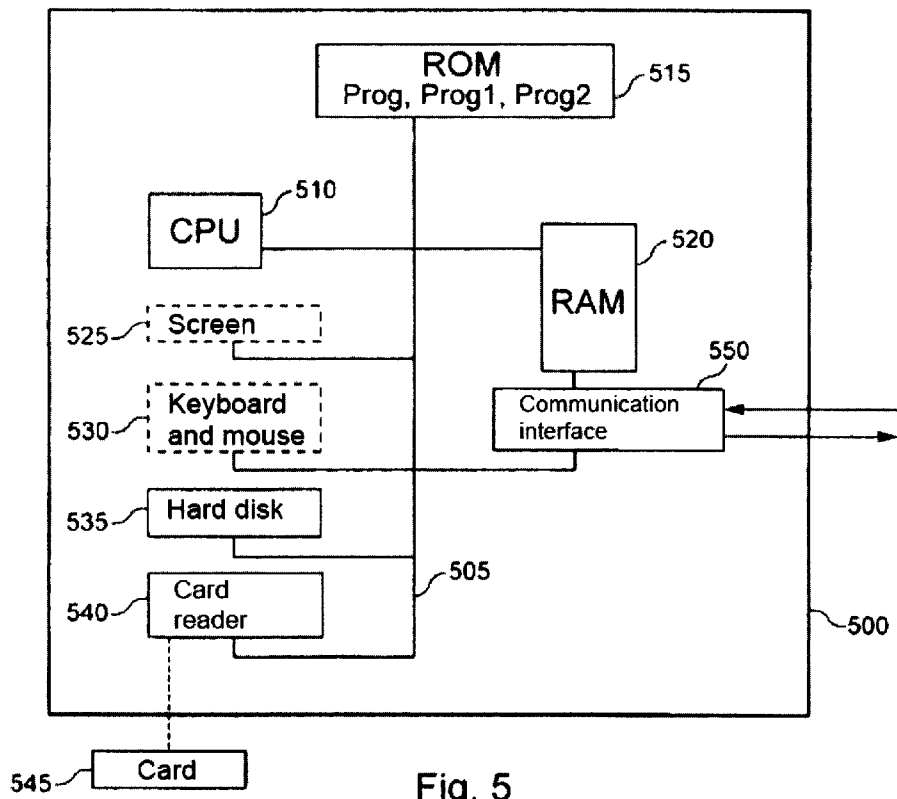 ROM
Prog, Prog1, Prog2
515
510
CPU
520
RAM
525
Screen
550
530
Keyboard
and mouse
Communication
interface
535
Hard disk
505
540
Card
reader
500
545
Card
Fig. 5